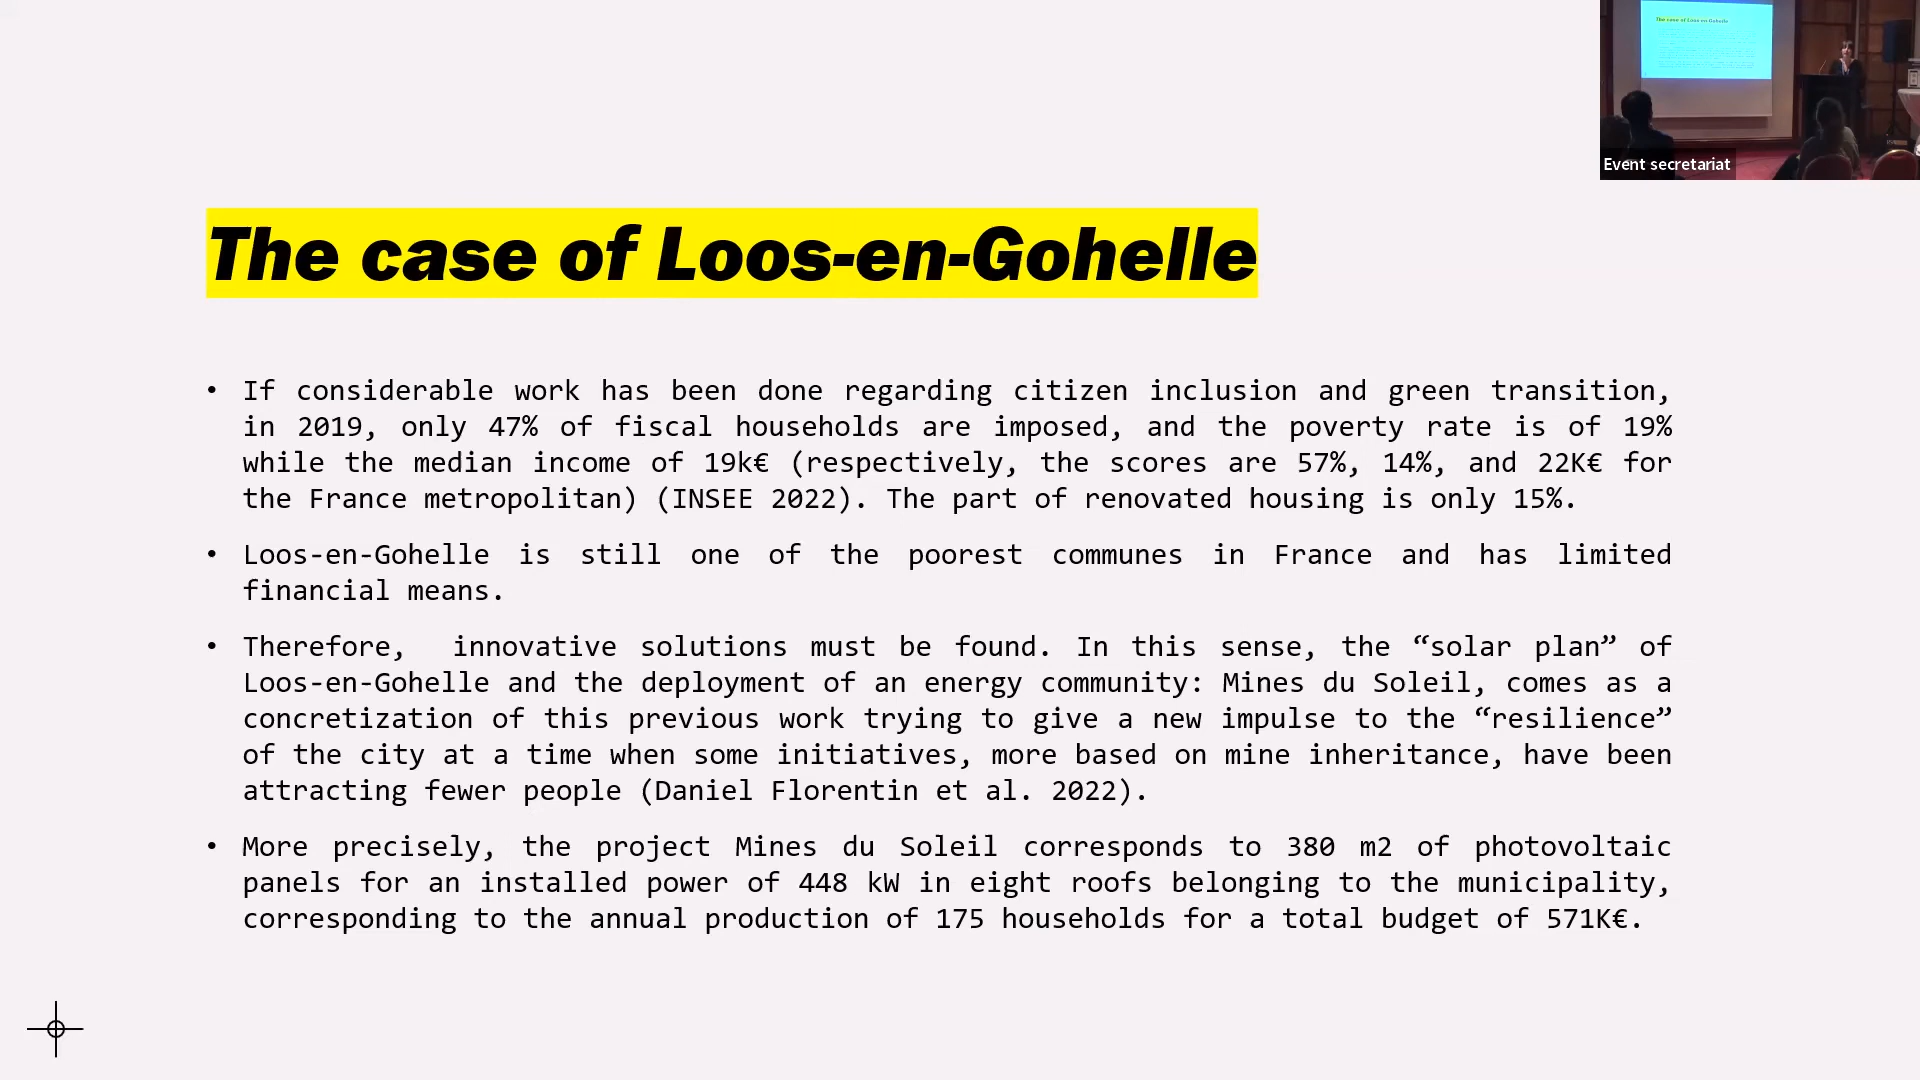 Event secretariat
The case of Loos-en-Gohelle
• If considerable work has been done regarding citizen inclusion and green transition,
in 2019, only 47% of fiscal households are imposed, and the poverty rate is of 19%
while the median income of 19k€ (respectively, the scores are 57%, 14%, and 22K€ for
the France metropolitan) (INSEE 2022). The part of renovated housing is only 15%.
• Loos-en-Gohelle is still one of the poorest communes in France and has limited
financial means.
• Therefore, innovative solutions must be found. In this sense, the “solar plan” of
Loos-en-Gohelle and the deployment of an energy community: Mines du Soleil, comes as a
concretization of this previous work trying to give a new impulse to the “resilience”
of the city at a time when some initiatives, more based on mine inheritance, have been
attracting fewer people (Daniel Florentin et al. 2022).
• More precisely, the project Mines du Soleil corresponds to 380 m2 of photovoltaic
panels for an installed power of 448 kW in eight roofs belonging to the municipality,
corresponding to the annual production of 175 households for a total budget of 571K€.